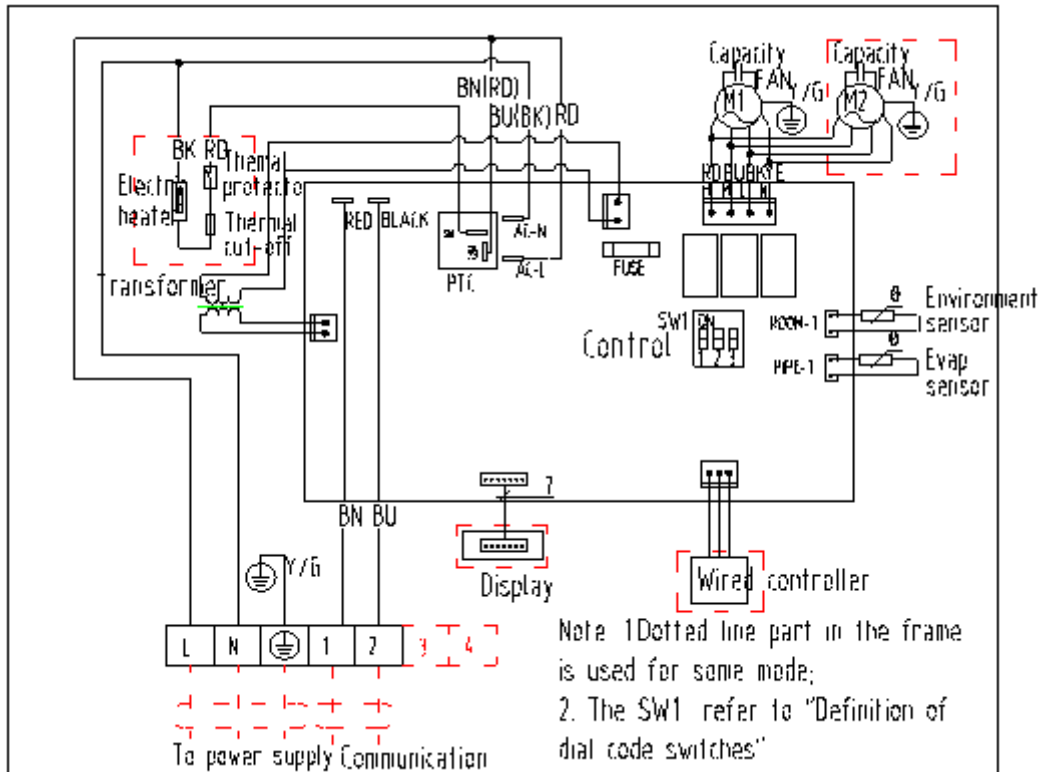 Capacity
Capacity
FAN
Y/G
FAN
Y/G
M1
M2
BN(RD)
BU(BK)
RD
BK
RD
Electric
heater
Thermal
protector
Thermal
cut-off
RED
BLACK
AC-N
AC-L
PTC
FUSE
RD
BU
BK
YE
H
M
L
N
Transformer
SW1
ON
1
2
3
Control
ROOM-1
θ
Environment
sensor
PIPE-1
θ
Evap
sensor
BN
BU
7
Display
Wired controller
Y/G
L
N
1
2
3
4
To power supply
Communication
Note 1Dotted line part in the frame
is used for some mode;
2. The SW1 refer to "Definition of
dial code switches"